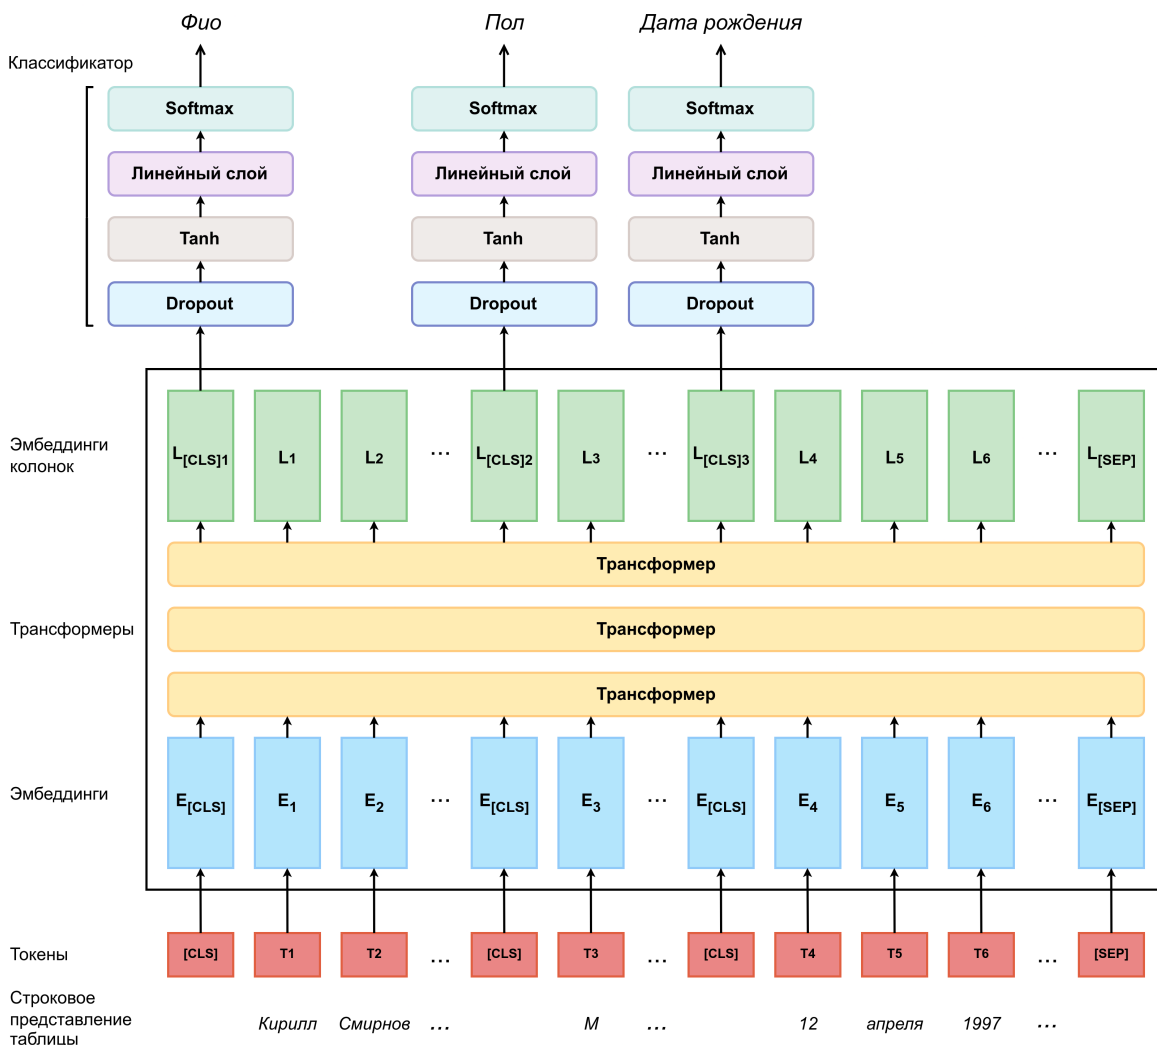 Фио Пол Дата рождения
Классификатор
Softmax Softmax Softmax
Линейный слой Линейный слой Линейный слой
Tanh Tanh Tanh
Dropout Dropout Dropout
Эмбеддинги
колонок
L[CLS]1 L1 L2 ... L[CLS]2 L3 ... L[CLS]3 L4 L5 L6 ... L[SEP]
Трансформер
Трансформеры
Трансформер
Трансформер
Эмбеддинги
E[CLS] E1 E2 ... E[CLS] E3 ... E[CLS] E4 E5 E6 ... E[SEP]
Токены
[CLS] T1 T2 ... [CLS] T3 ... [CLS] T4 T5 T6 ... [SEP]
Строковое
представление
таблицы
Кирилл Смирнов ... М ... 12 апреля 1997 ...